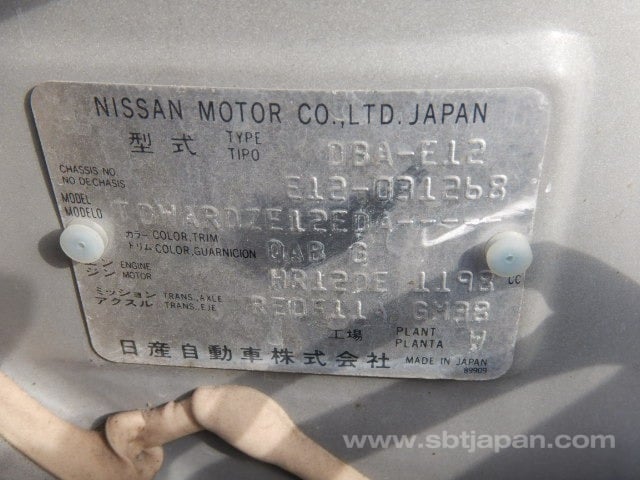 NISSAN MOTOR CO.,LTD. JAPAN
型式 TYPE TIPO DBA-E12
CHASSIS NO NO DE CHASIS E12-031268
MODEL MODELO
カラー COLOR, TRIM
トリム COLOR, GUARNICION QAB G
エンジン ENGINE MOTOR HR12DE 1198 CC
ミッション TRANS., AXLE
アクスル TRANS., EJE RE0F11A
工場 PLANT PLANTA W
日産自動車株式会社 MADE IN JAPAN
89909
www.sbtjapan.com